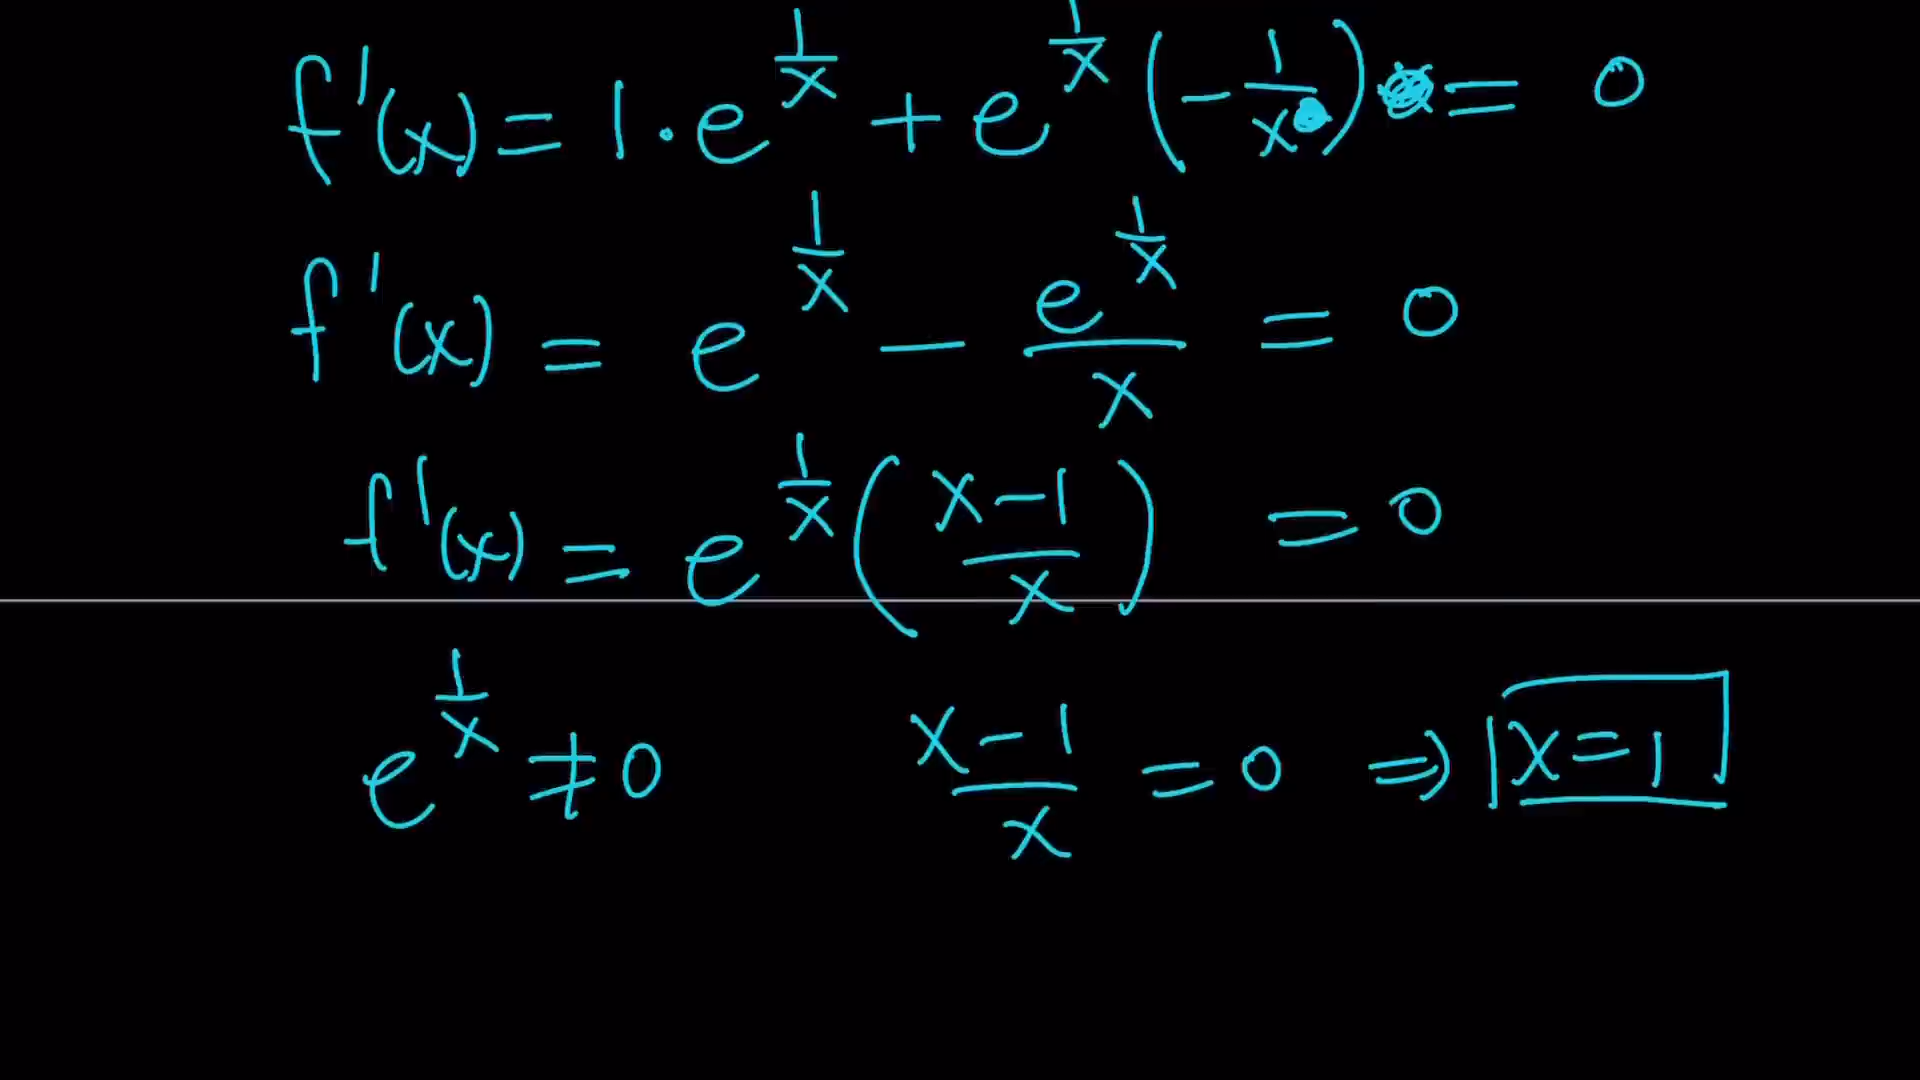 f'(x) = 1 · e^{1/x} + e^{1/x} (-1/x) = 0
f'(x) = e^{1/x} - e^{1/x}/x = 0
f'(x) = e^{1/x} ((x-1)/x) = 0
e^{1/x} ≠ 0 (x-1)/x = 0 ⇒ x=1